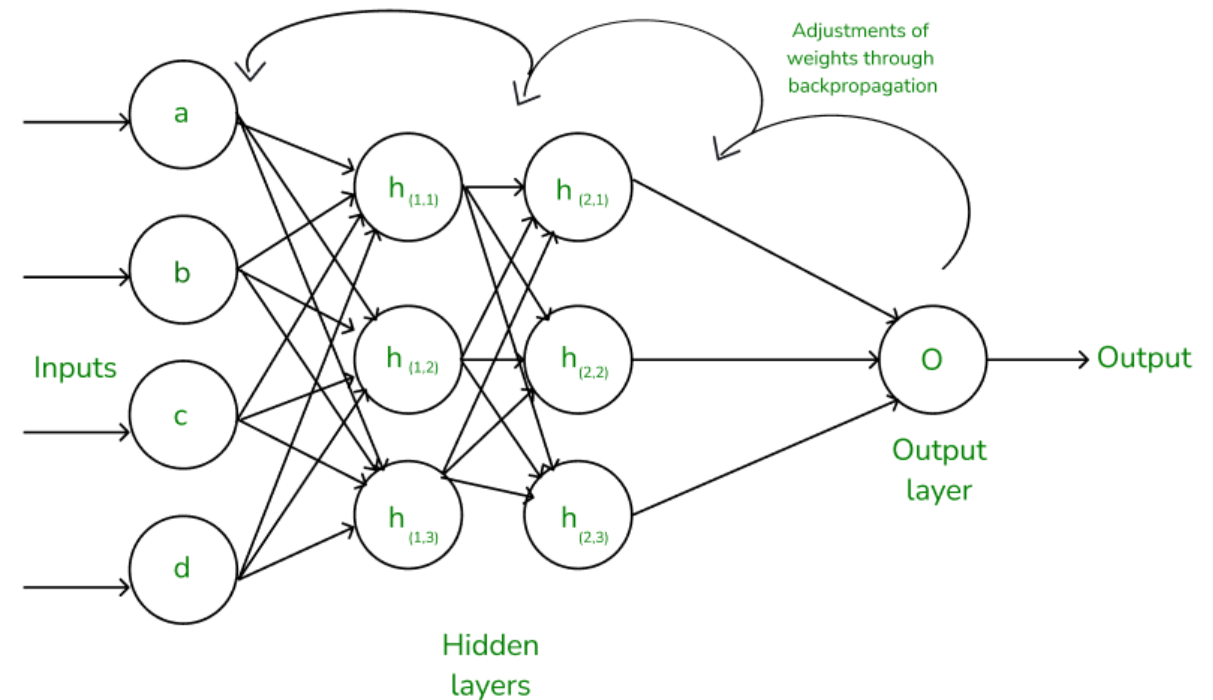 Adjustments of
weights through
backpropagation
a
h (1,1)
h (2,1)
b
Inputs
h (1,2)
h (2,2)
O
Output
c
Output
layer
h (1,3)
h (2,3)
d
Hidden
layers